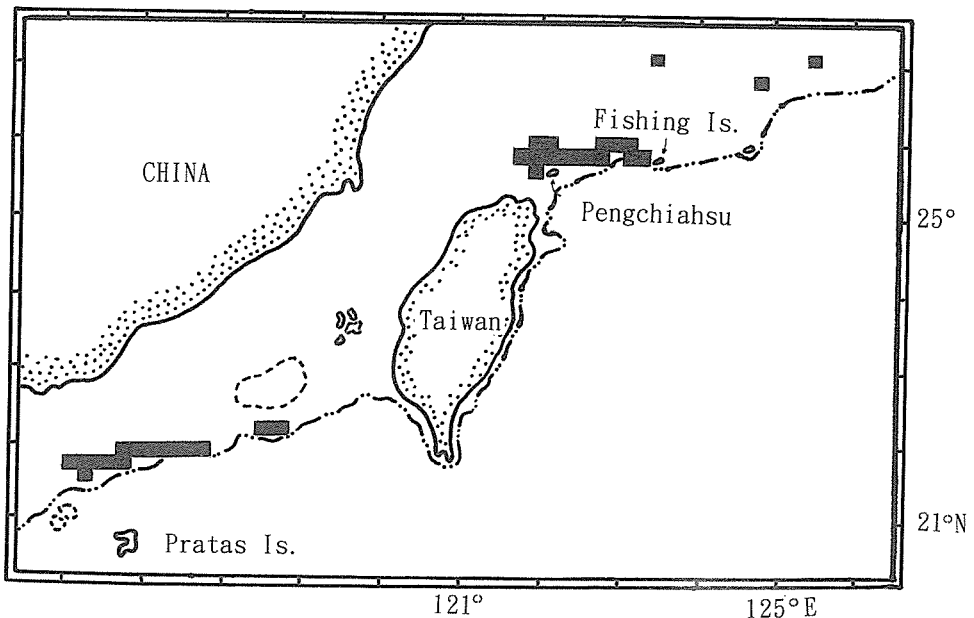 Fishing Is.
CHINA
Pengchiahsu
25°
Taiwan
21°N
Pratas Is.
121°
125°E